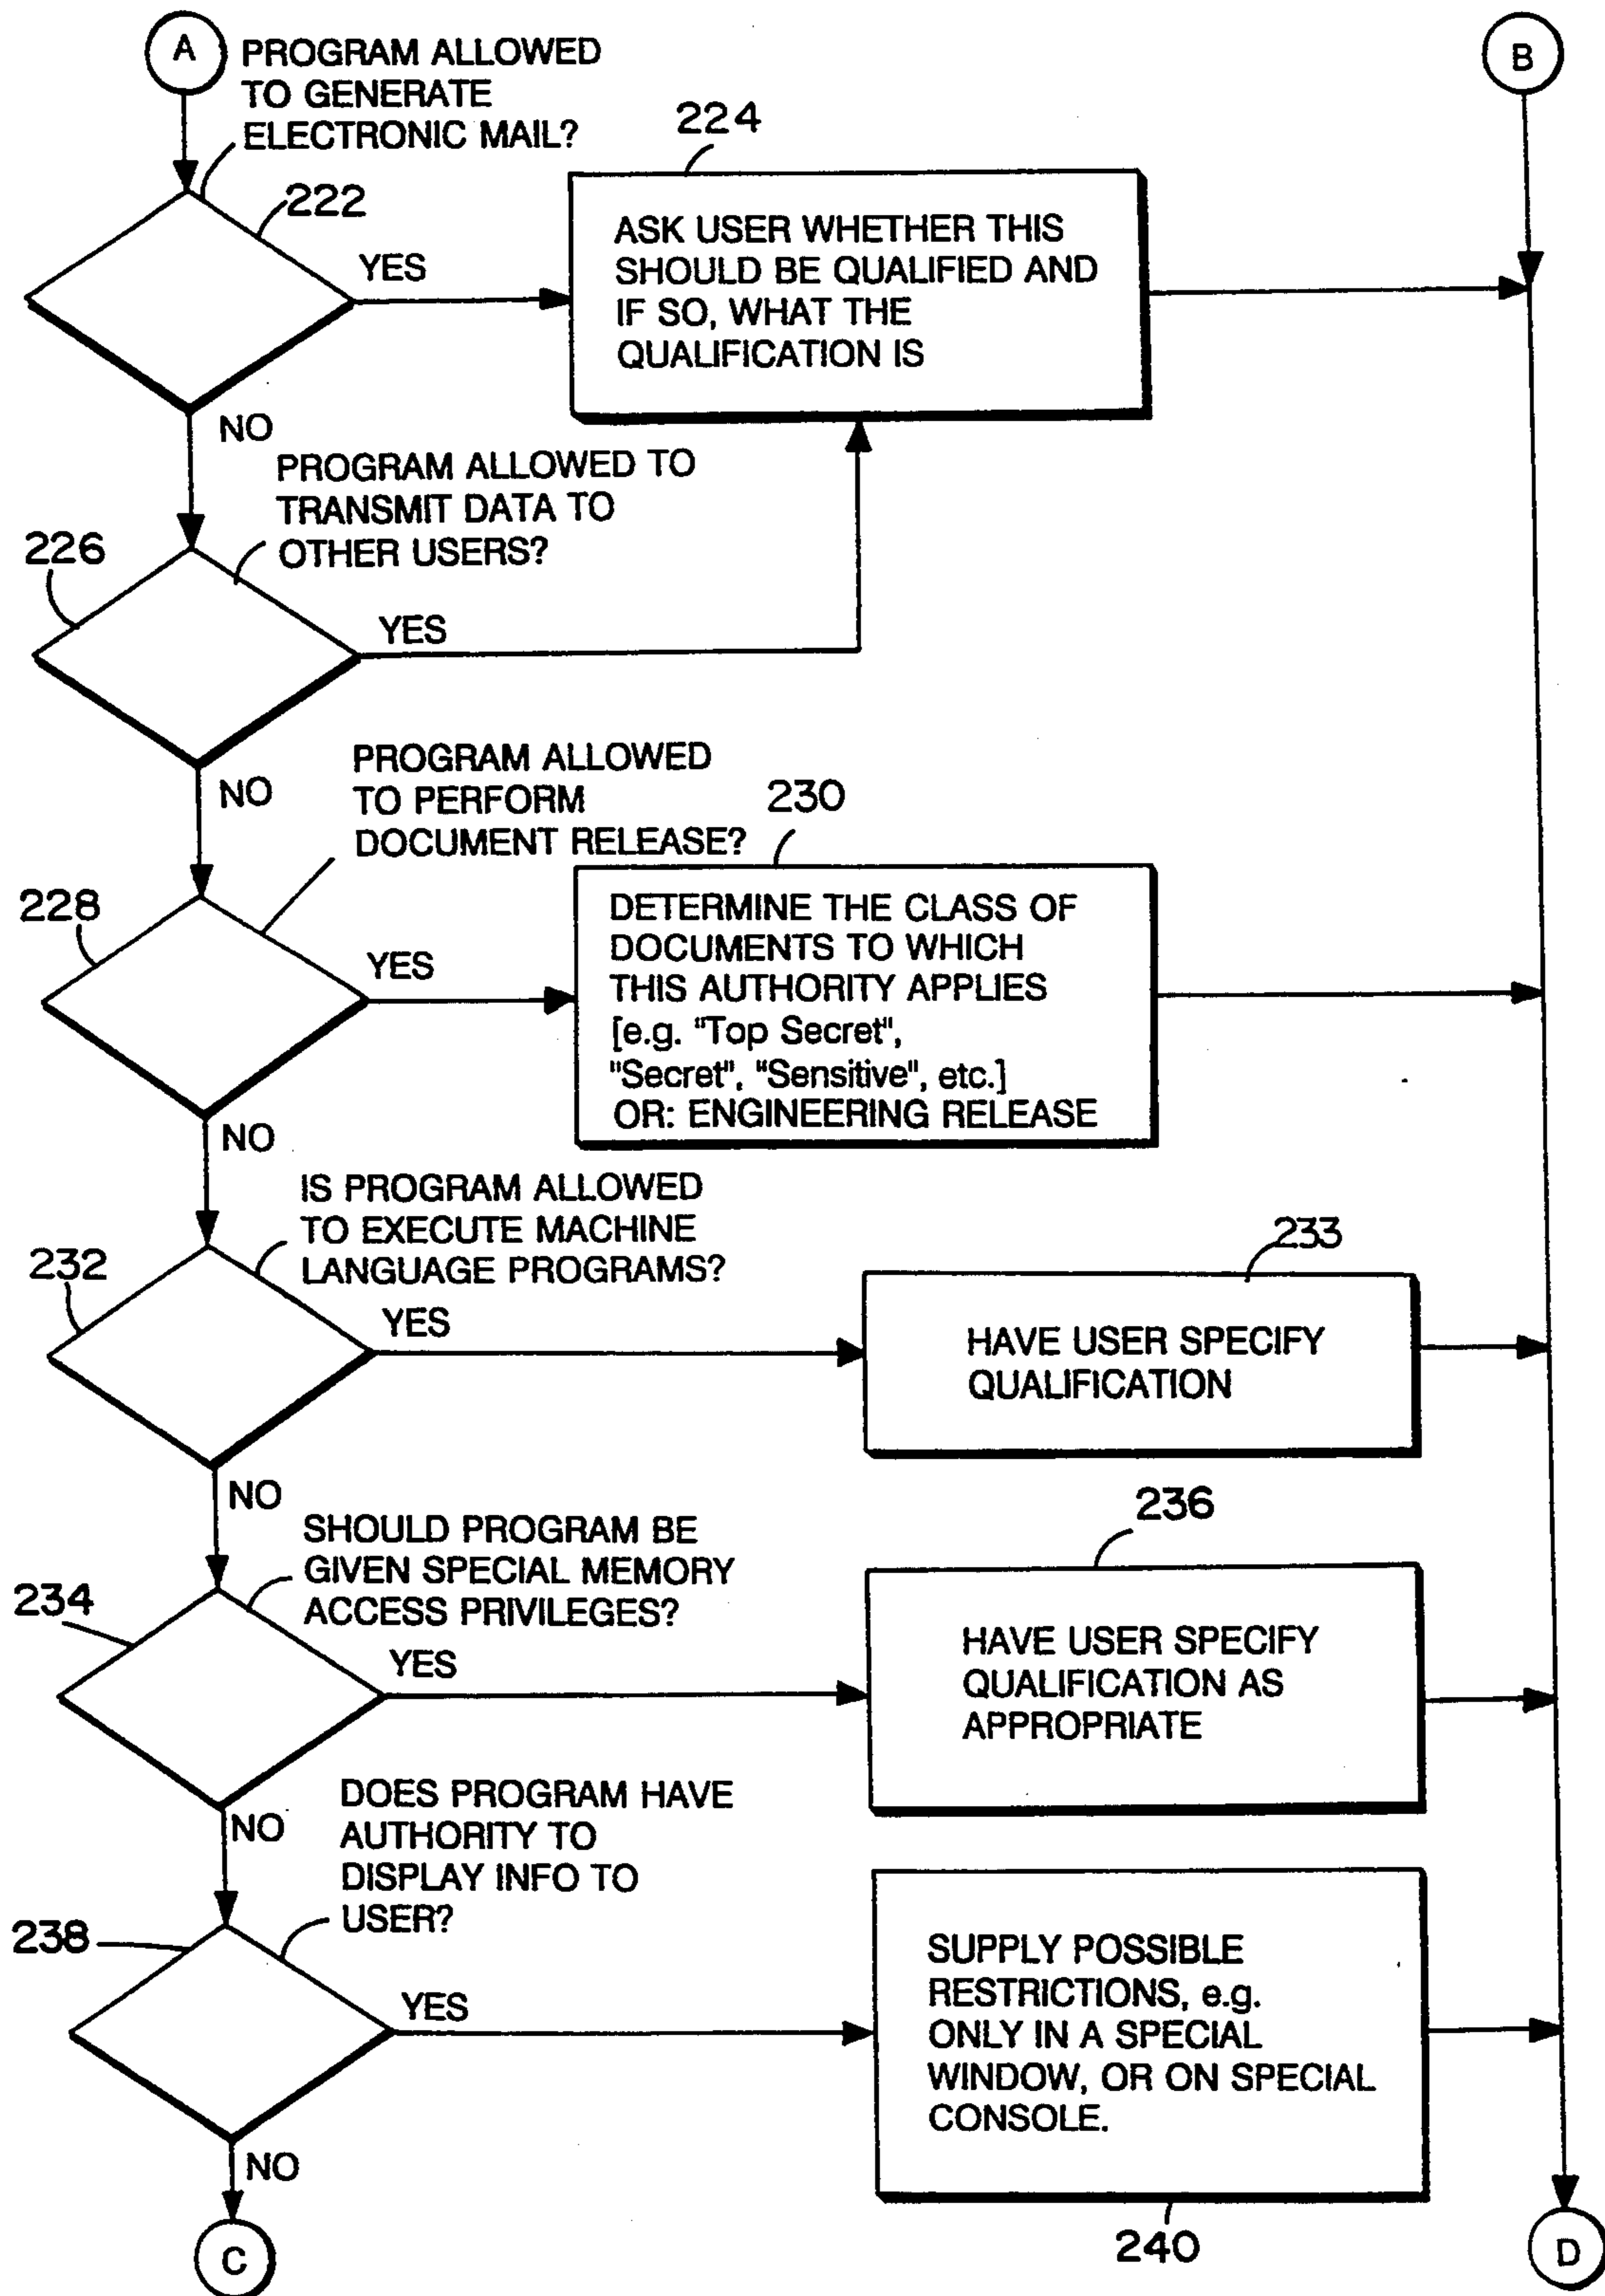 A
PROGRAM ALLOWED
TO GENERATE
ELECTRONIC MAIL?
B
224
222
YES
ASK USER WHETHER THIS
SHOULD BE QUALIFIED AND
IF SO, WHAT THE
QUALIFICATION IS
NO
PROGRAM ALLOWED TO
TRANSMIT DATA TO
OTHER USERS?
226
YES
NO
PROGRAM ALLOWED
TO PERFORM
DOCUMENT RELEASE?
230
228
YES
DETERMINE THE CLASS OF
DOCUMENTS TO WHICH
THIS AUTHORITY APPLIES
[e.g. "Top Secret",
"Secret", "Sensitive", etc.]
OR: ENGINEERING RELEASE
NO
IS PROGRAM ALLOWED
TO EXECUTE MACHINE
LANGUAGE PROGRAMS?
232
233
YES
HAVE USER SPECIFY
QUALIFICATION
NO
SHOULD PROGRAM BE
GIVEN SPECIAL MEMORY
ACCESS PRIVILEGES?
236
234
YES
HAVE USER SPECIFY
QUALIFICATION AS
APPROPRIATE
NO
DOES PROGRAM HAVE
AUTHORITY TO
DISPLAY INFO TO
USER?
238
YES
SUPPLY POSSIBLE
RESTRICTIONS, e.g.
ONLY IN A SPECIAL
WINDOW, OR ON SPECIAL
CONSOLE.
NO
240
C
D